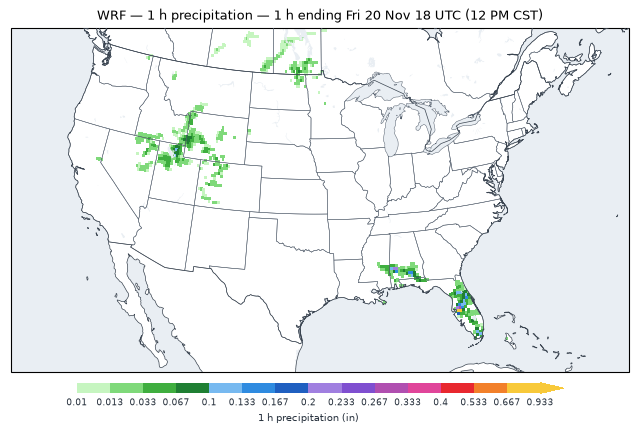 WRF — 1 h precipitation — 1 h ending Fri 20 Nov 18 UTC (12 PM CST)
0.01 0.013 0.033 0.067 0.1 0.133 0.167 0.2 0.233 0.267 0.333 0.4 0.533 0.667 0.933
1 h precipitation (in)